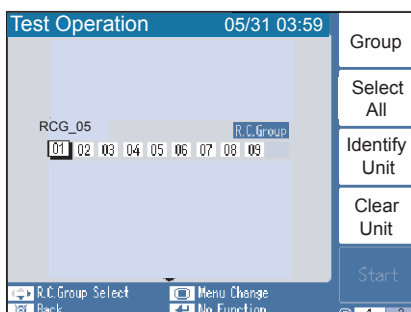 Test Operation 05/31 03:59
Group
Select
All
Identify
Unit
Clear
Unit
Start
RCG_05
R.C.Group
01 02 03 04 05 06 07 08 09
R.C.Group Select Menu Change
Back No Function